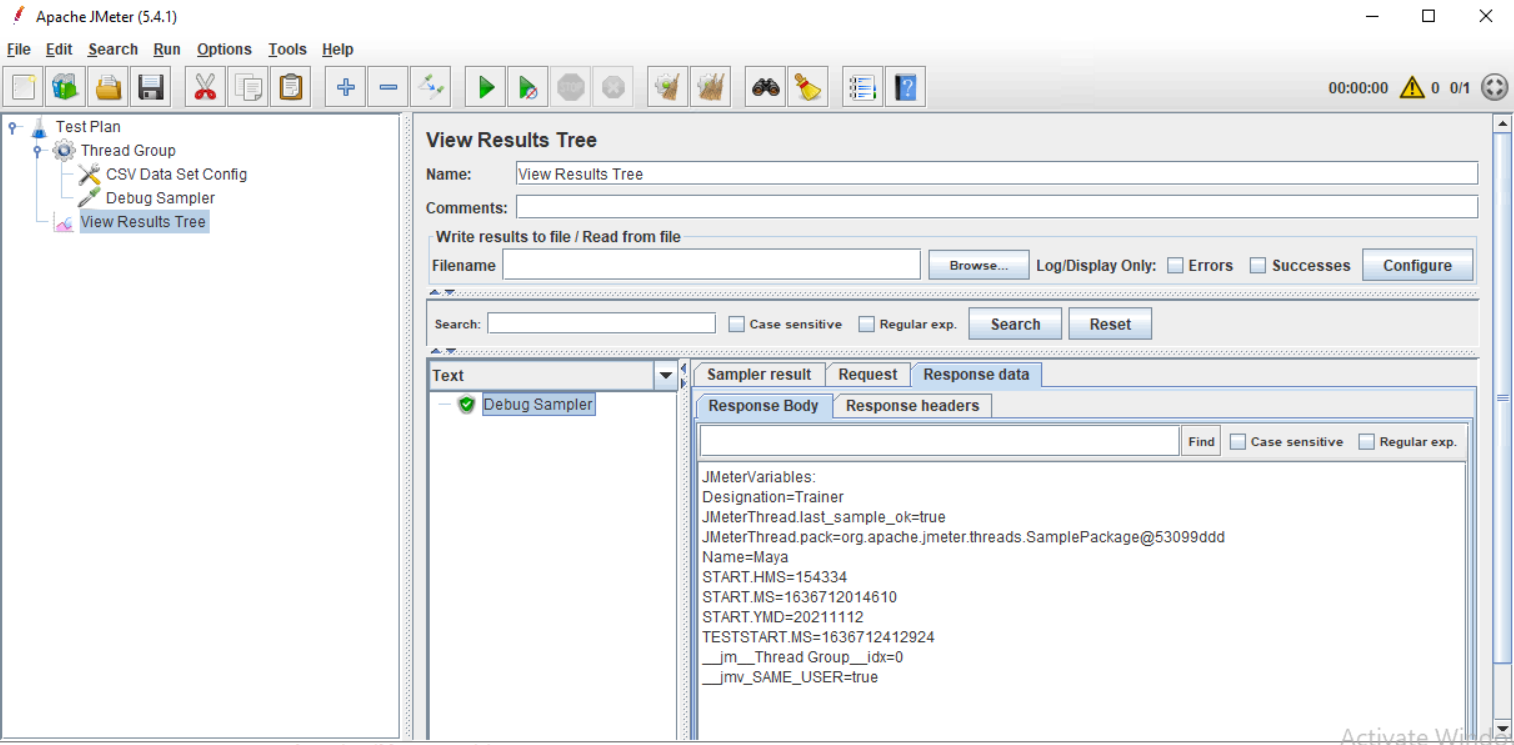 Apache JMeter (5.4.1)
File Edit Search Run Options Tools Help
STOP
00:00:00 0 0/1
Test Plan
Thread Group
CSV Data Set Config
Debug Sampler
View Results Tree
View Results Tree
Name: View Results Tree
Comments:
Write results to file / Read from file
Filename Browse... Log/Display Only: Errors Successes Configure
Search: Case sensitive Regular exp. Search Reset
Text
Debug Sampler
Sampler result Request Response data
Response Body Response headers
Find Case sensitive Regular exp.
JMeterVariables:
Designation=Trainer
JMeterThread.last_sample_ok=true
JMeterThread.pack=org.apache.jmeter.threads.SamplePackage@53099ddd
Name=Maya
START.HMS=154334
START.MS=1636712014610
START.YMD=20211112
TESTSTART.MS=1636712412924
__jm__Thread Group__idx=0
__jmv_SAME_USER=true
Activate Windo